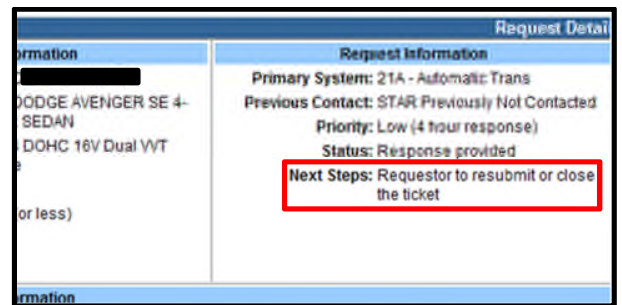 Request Detai
ormation
Request Information
Primary System: 21A - Automatic Trans
DODGE AVENGER SE 4-
Previous Contact: STAR Previously Not Contacted
SEDAN
Priority: Low (4 hour response)
DOHC 16V Dual VVT
Status: Response provided
Next Steps: Requestor to resubmit or close
the ticket
or less)
ormation